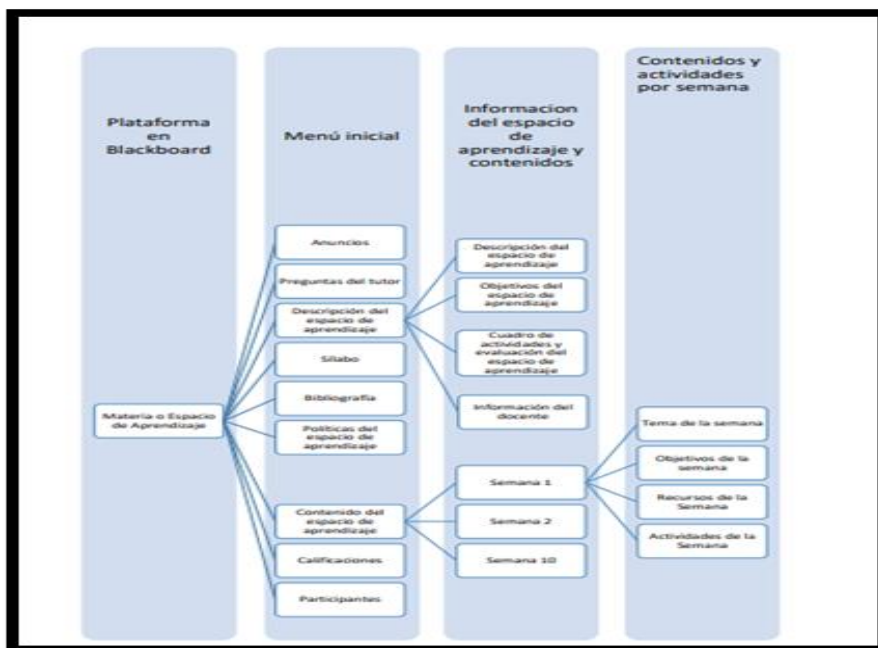 Plataforma
en
Blackboard
Menú inicial
Informacion
del espacio
de
aprendizaje y
contenidos
Contenidos y
actividades
por semana
Materia o Espacio
de Aprendizaje
Anuncios
Preguntas del tutor
Descripción del
espacio de
aprendizaje
Sílabo
Bibliografía
Políticas del
espacio de
aprendizaje
Contenido del
espacio de
aprendizaje
Calificaciones
Participantes
Descripción del
espacio de
aprendizaje
Objetivos del
espacio de
aprendizaje
Cuadro de
actividades y
evaluación del
espacio de
aprendizaje
Información del
docente
Semana 1
Semana 2
Semana 10
Tema de la semana
Objetivos de la
semana
Recursos de la
Semana
Actividades de la
Semana